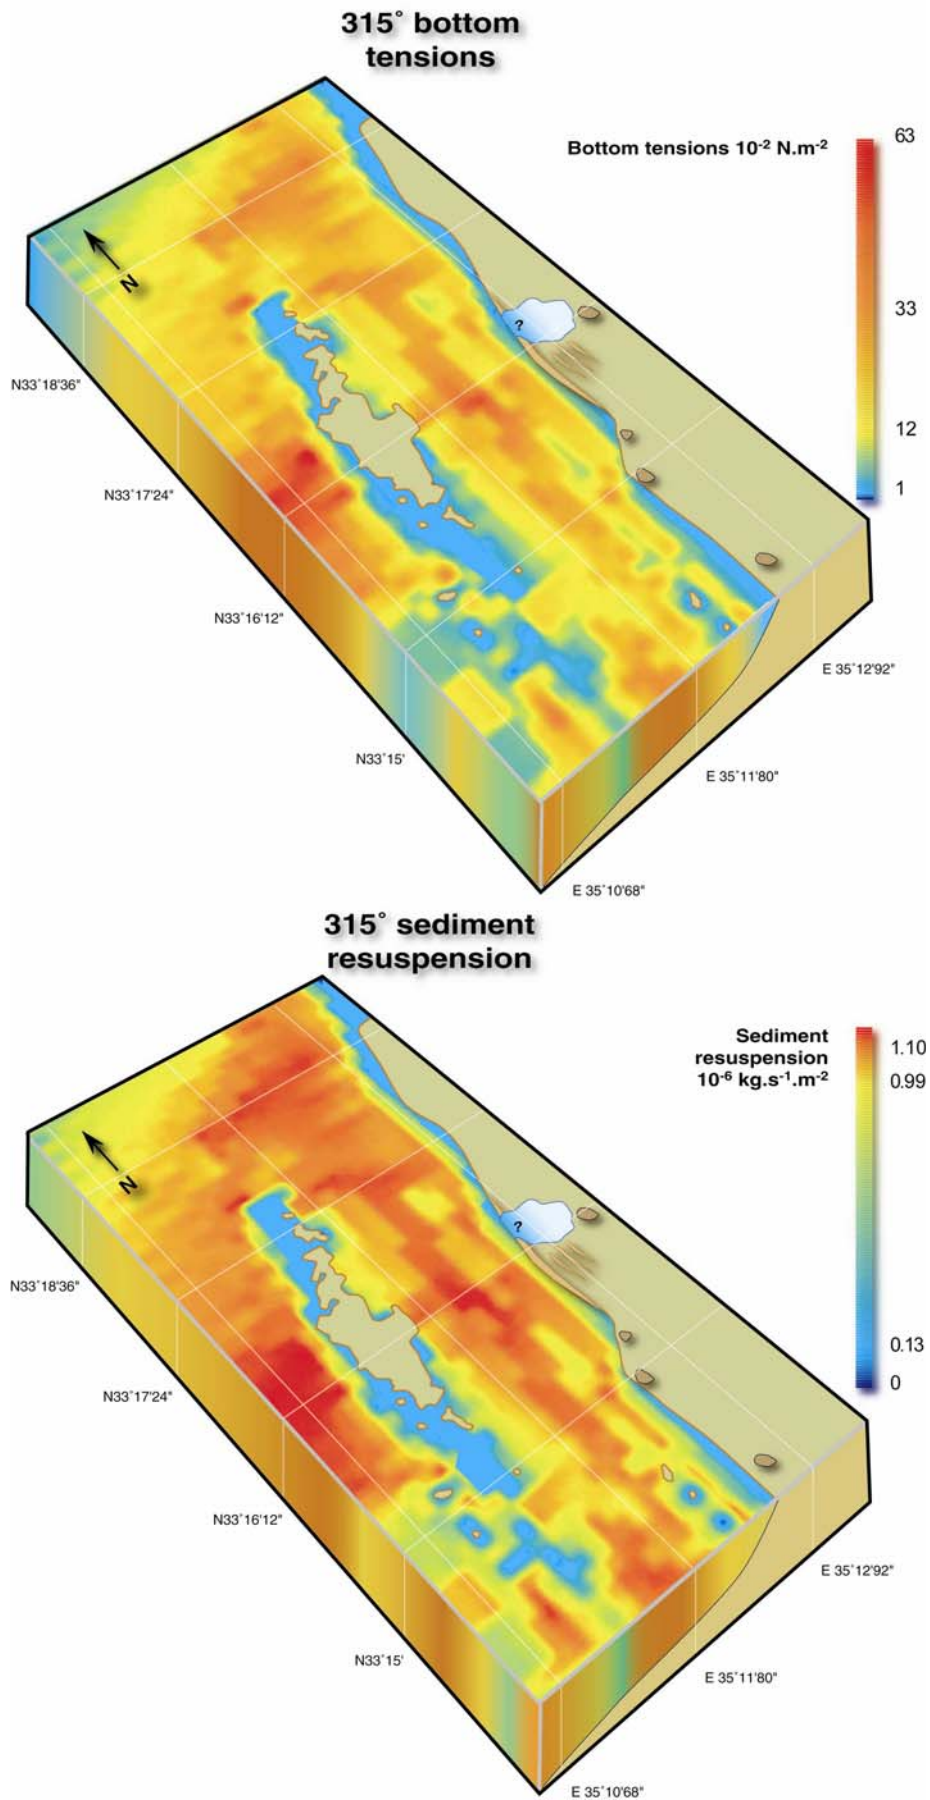 315° bottom
tensions
Bottom tensions 10⁻² N.m⁻²
63
33
12
1
?
N
N33°18'36"
N33°17'24"
N33°16'12"
N33°15'
E 35°12'92"
E 35°11'80"
E 35°10'68"
315° sediment
resuspension
Sediment
resuspension
10⁻⁶ kg.s⁻¹.m⁻²
1.10
0.99
0.13
0
?
N
N33°18'36"
N33°17'24"
N33°16'12"
N33°15'
E 35°12'92"
E 35°11'80"
E 35°10'68"